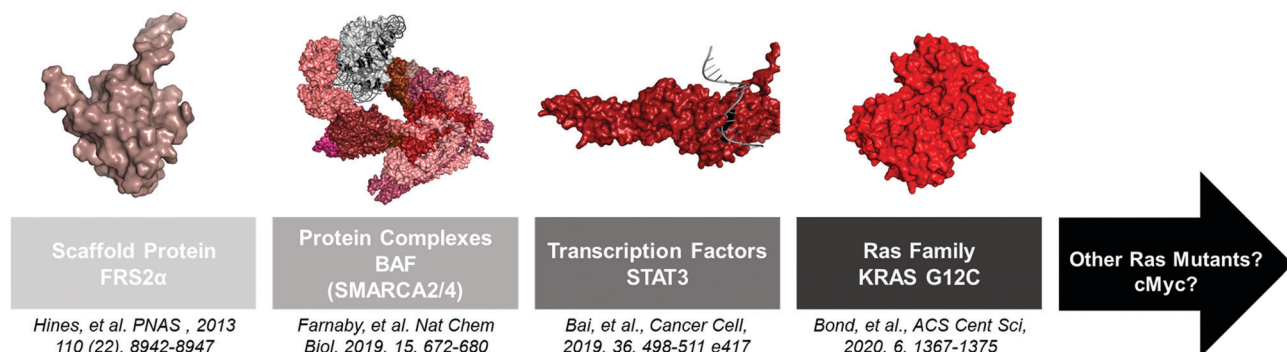 Scaffold Protein
FRS2α
Protein Complexes
BAF
(SMARCA2/4)
Transcription Factors
STAT3
Ras Family
KRAS G12C
Other Ras Mutants?
cMyc?
Hines, et al. PNAS , 2013
110 (22), 8942-8947
Farnaby, et al. Nat Chem
Biol, 2019, 15, 672-680
Bai, et al., Cancer Cell,
2019, 36, 498-511 e417
Bond, et al., ACS Cent Sci,
2020, 6, 1367-1375